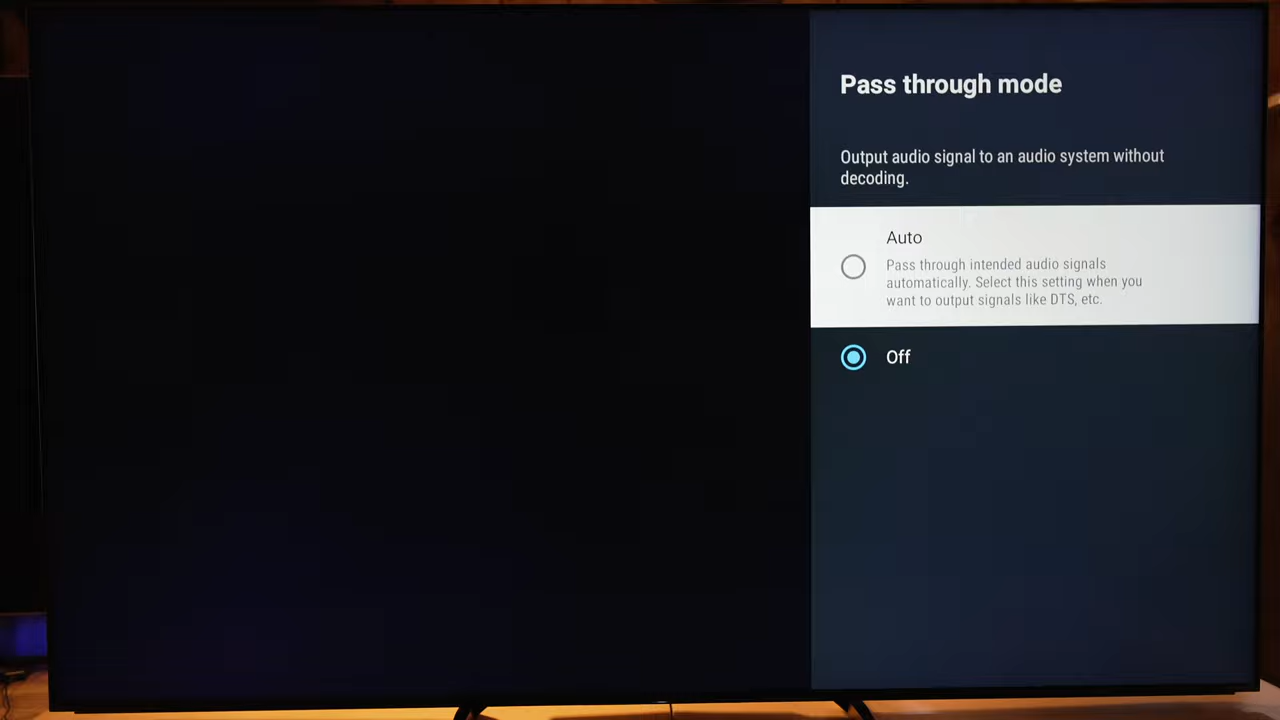 Pass through mode
Output audio signal to an audio system without
decoding.
Auto
Pass through intended audio signals
automatically. Select this setting when you
want to output signals like DTS, etc.
Off